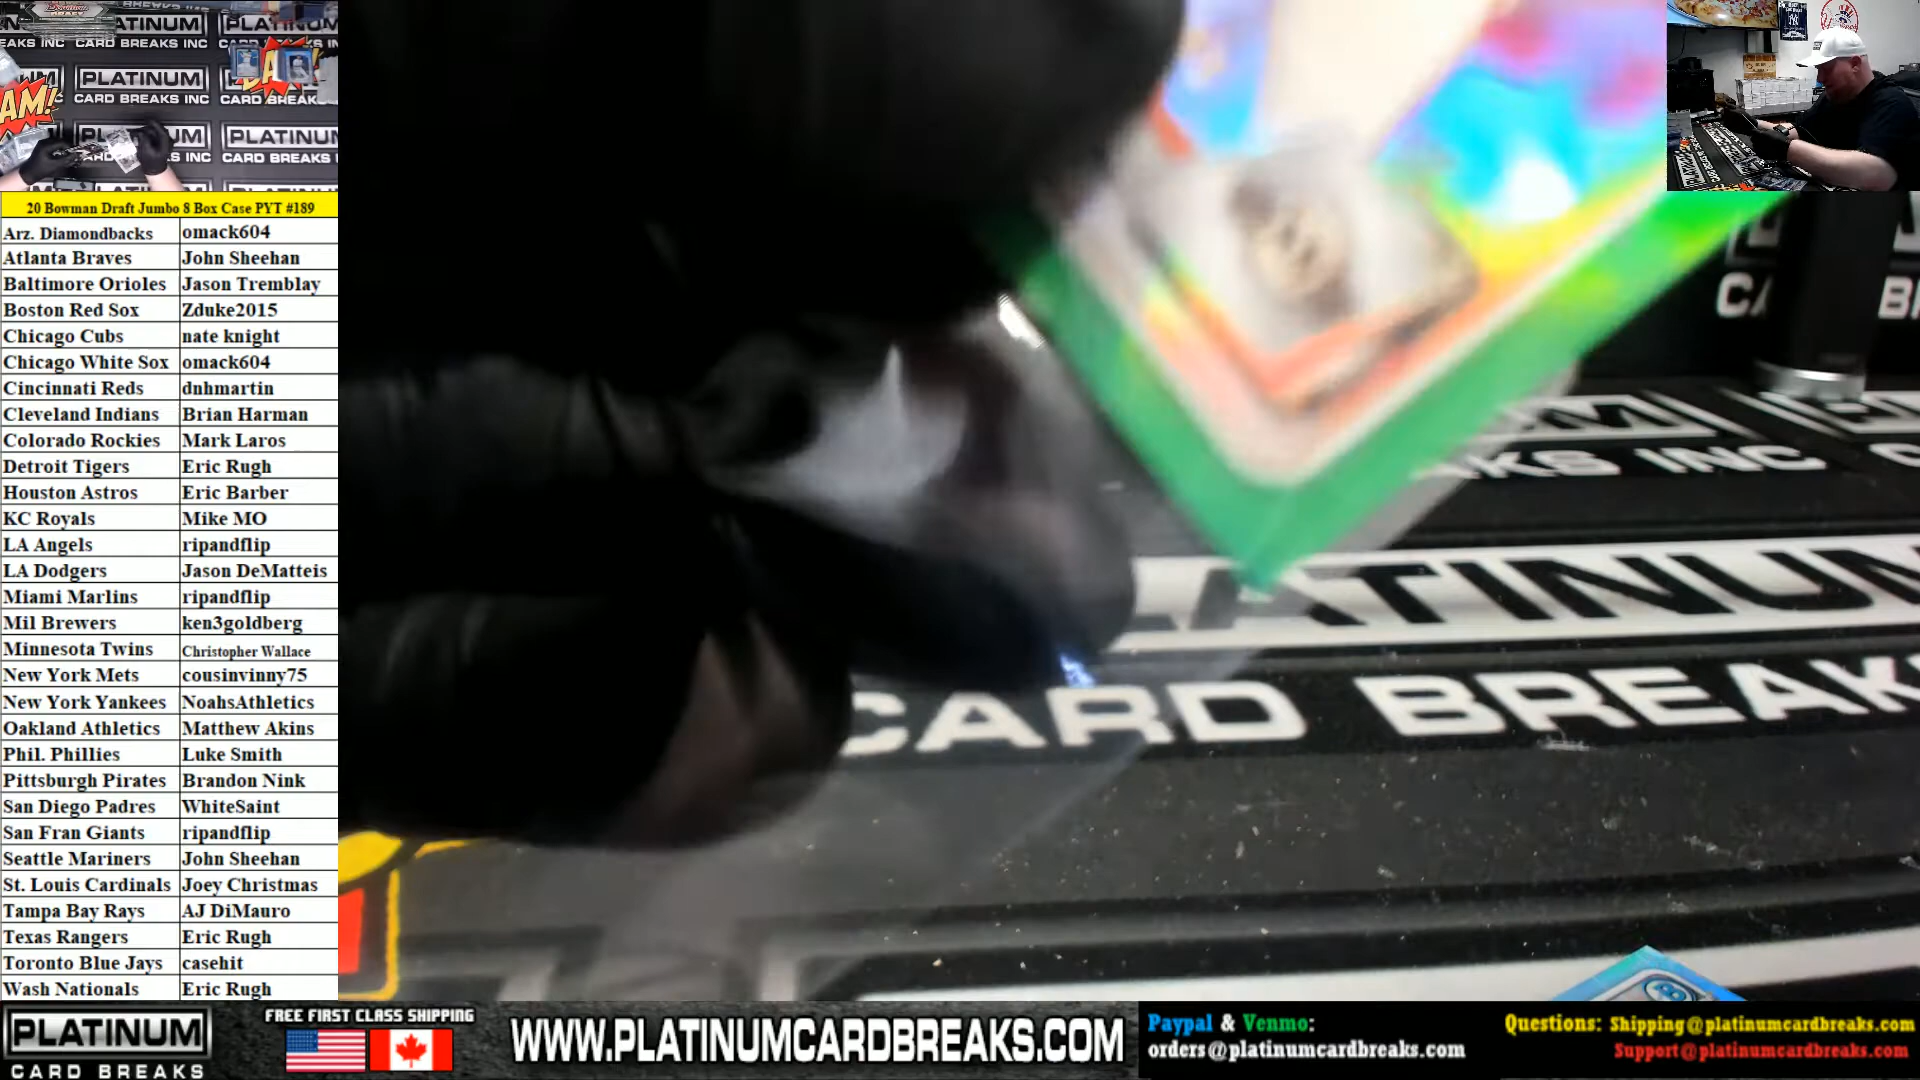 PLATINUM
CARD BREAKS INC
20 Bowman Draft Jumbo 8 Box Case PYT #189
Arz. Diamondbacks omack604
Atlanta Braves John Sheehan
Baltimore Orioles Jason Tremblay
Boston Red Sox Zduke2015
Chicago Cubs nate knight
Chicago White Sox omack604
Cincinnati Reds dnhmartin
Cleveland Indians Brian Harman
Colorado Rockies Mark Laros
Detroit Tigers Eric Rugh
Houston Astros Eric Barber
KC Royals Mike MO
LA Angels ripandflip
LA Dodgers Jason DeMatteis
Miami Marlins ripandflip
Mil Brewers ken3goldberg
Minnesota Twins Christopher Wallace
New York Mets cousinvinny75
New York Yankees NoahsAthletics
Oakland Athletics Matthew Akins
Phil. Phillies Luke Smith
Pittsburgh Pirates Brandon Nink
San Diego Padres WhiteSaint
San Fran Giants ripandflip
Seattle Mariners John Sheehan
St. Louis Cardinals Joey Christmas
Tampa Bay Rays AJ DiMauro
Texas Rangers Eric Rugh
Toronto Blue Jays casehit
Wash Nationals Eric Rugh
INC
ATINUM
CARD BREAKS
PLATINUM
CARD BREAKS
FREE FIRST CLASS SHIPPING
WWW.PLATINUMCARDBREAKS.COM
Paypal & Venmo:
orders@platinumcardbreaks.com
Questions: Shipping@platinumcardbreaks.com
Support@platinumcardbreaks.com